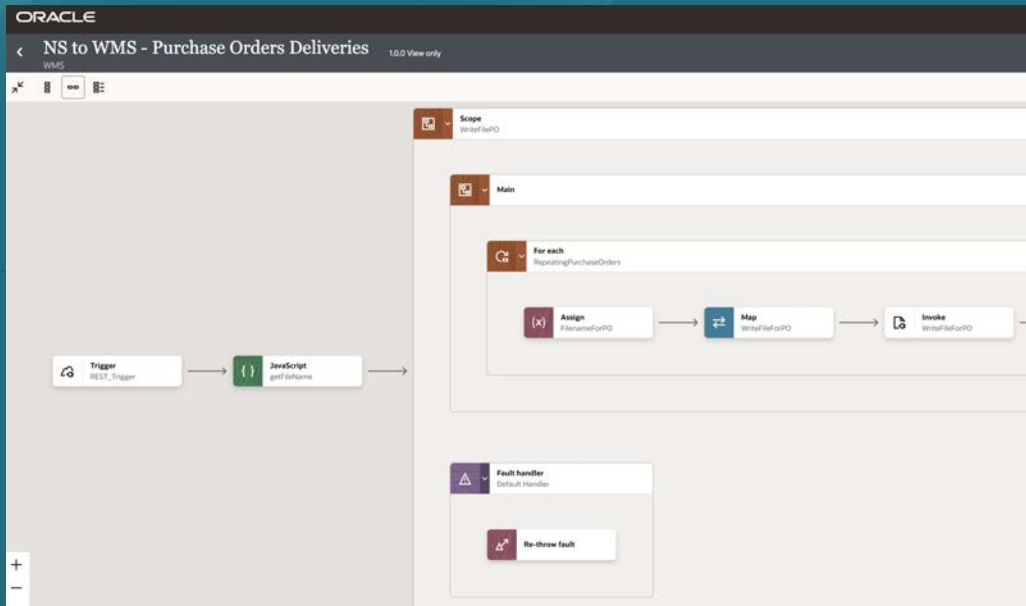 ORACLE
NS to WMS - Purchase Orders Deliveries
1.0.0 View only
WMS
Scope
WriteFilePO
Main
For each
RepeatingPurchaseOrders
Assign
FilenameForPO
Map
WriteFileForPO
Invoke
WriteFileForPO
Trigger
REST_Trigger
JavaScript
getFileName
Fault handler
Default Handler
Re-throw fault